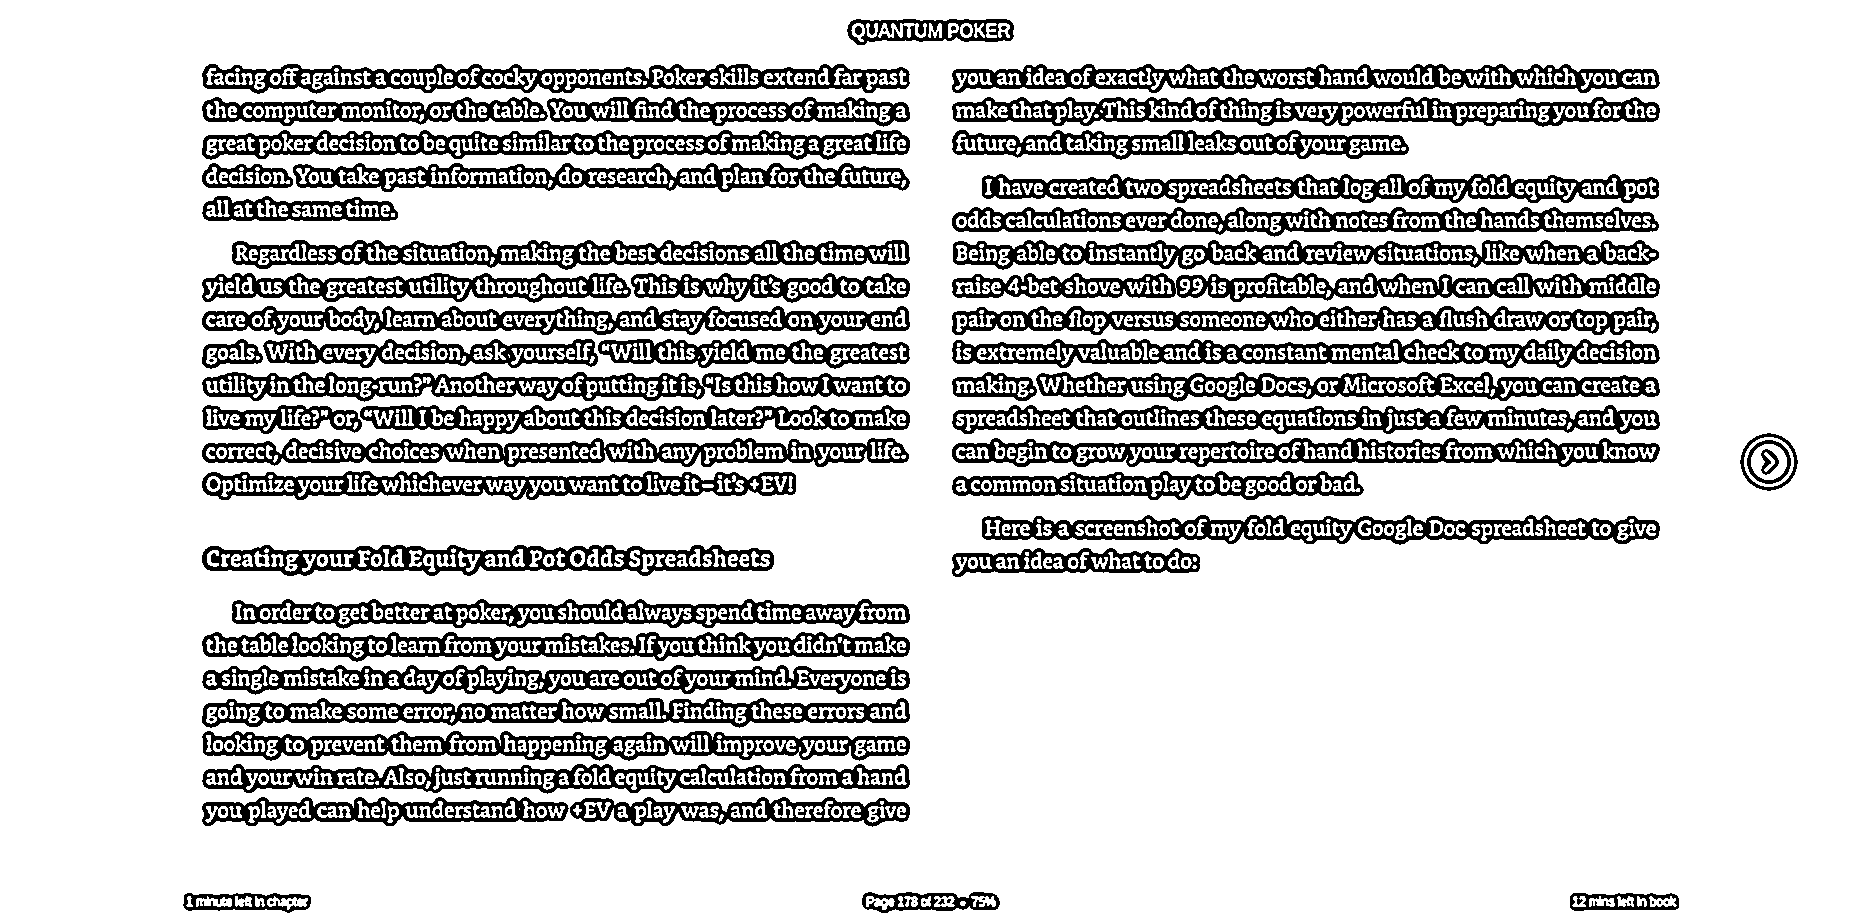 QUANTUM POKER
facing off against a couple of cocky opponents. Poker skills extend far past
the computer monitor, or the table. You will find the process of making a
great poker decision to be quite similar to the process of making a great life
decision. You take past information, do research, and plan for the future,
all at the same time.
Regardless of the situation, making the best decisions all the time will
yield us the greatest utility throughout life. This is why it's good to take
care of your body, learn about everything, and stay focused on your end
goals. With every decision, ask yourself, “Will this yield me the greatest
utility in the long-run?” Another way of putting it is, “Is this how I want to
live my life?” or, “Will I be happy about this decision later?” Look to make
correct, decisive choices when presented with any problem in your life.
Optimize your life whichever way you want to live it – it's +EV!
Creating your Fold Equity and Pot Odds Spreadsheets
In order to get better at poker, you should always spend time away from
the table looking to learn from your mistakes. If you think you didn't make
a single mistake in a day of playing, you are out of your mind. Everyone is
going to make some error, no matter how small. Finding these errors and
looking to prevent them from happening again will improve your game
and your win rate. Also, just running a fold equity calculation from a hand
you played can help understand how +EV a play was, and therefore give
you an idea of exactly what the worst hand would be with which you can
make that play. This kind of thing is very powerful in preparing you for the
future, and taking small leaks out of your game.
I have created two spreadsheets that log all of my fold equity and pot
odds calculations ever done, along with notes from the hands themselves.
Being able to instantly go back and review situations, like when a back-
raise 4-bet shove with 99 is profitable, and when I can call with middle
pair on the flop versus someone who either has a flush draw or top pair,
is extremely valuable and is a constant mental check to my daily decision
making. Whether using Google Docs, or Microsoft Excel, you can create a
spreadsheet that outlines these equations in just a few minutes, and you
can begin to grow your repertoire of hand histories from which you know
a common situation play to be good or bad.
Here is a screenshot of my fold equity Google Doc spreadsheet to give
you an idea of what to do:
1 minute left in chapter
Page 178 of 232 • 75%
12 mins left in book